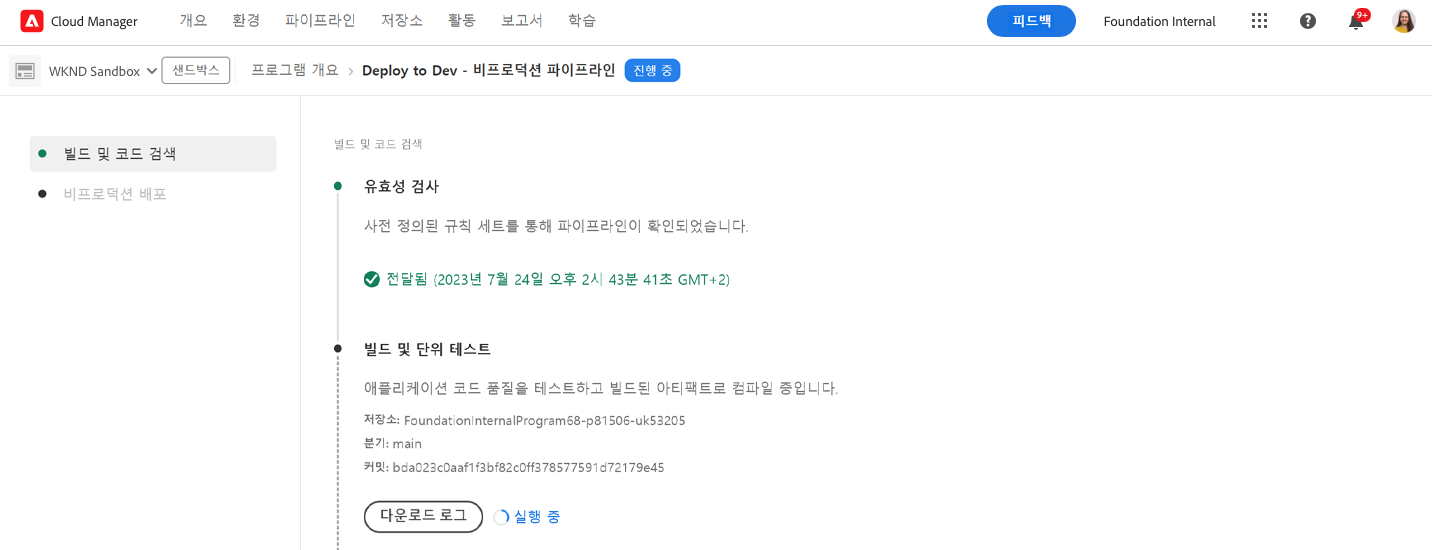 Cloud Manager 개요 환경 파이프라인 저장소 활동 보고서 학습 피드백 Foundation Internal 9+
WKND Sandbox 샌드박스 프로그램 개요 > Deploy to Dev - 비프로덕션 파이프라인 진행 중
빌드 및 코드 검색
비프로덕션 배포
빌드 및 코드 검색
유효성 검사
사전 정의된 규칙 세트를 통해 파이프라인이 확인되었습니다.
전달됨 (2023년 7월 24일 오후 2시 43분 41초 GMT+2)
빌드 및 단위 테스트
애플리케이션 코드 품질을 테스트하고 빌드된 아티팩트로 컴파일 중입니다.
저장소: FoundationInternalProgram68-p81506-uk53205
분기: main
커밋: bda023c0aaf1f3bf82c0ff378577591d72179e45
다운로드 로그 실행 중